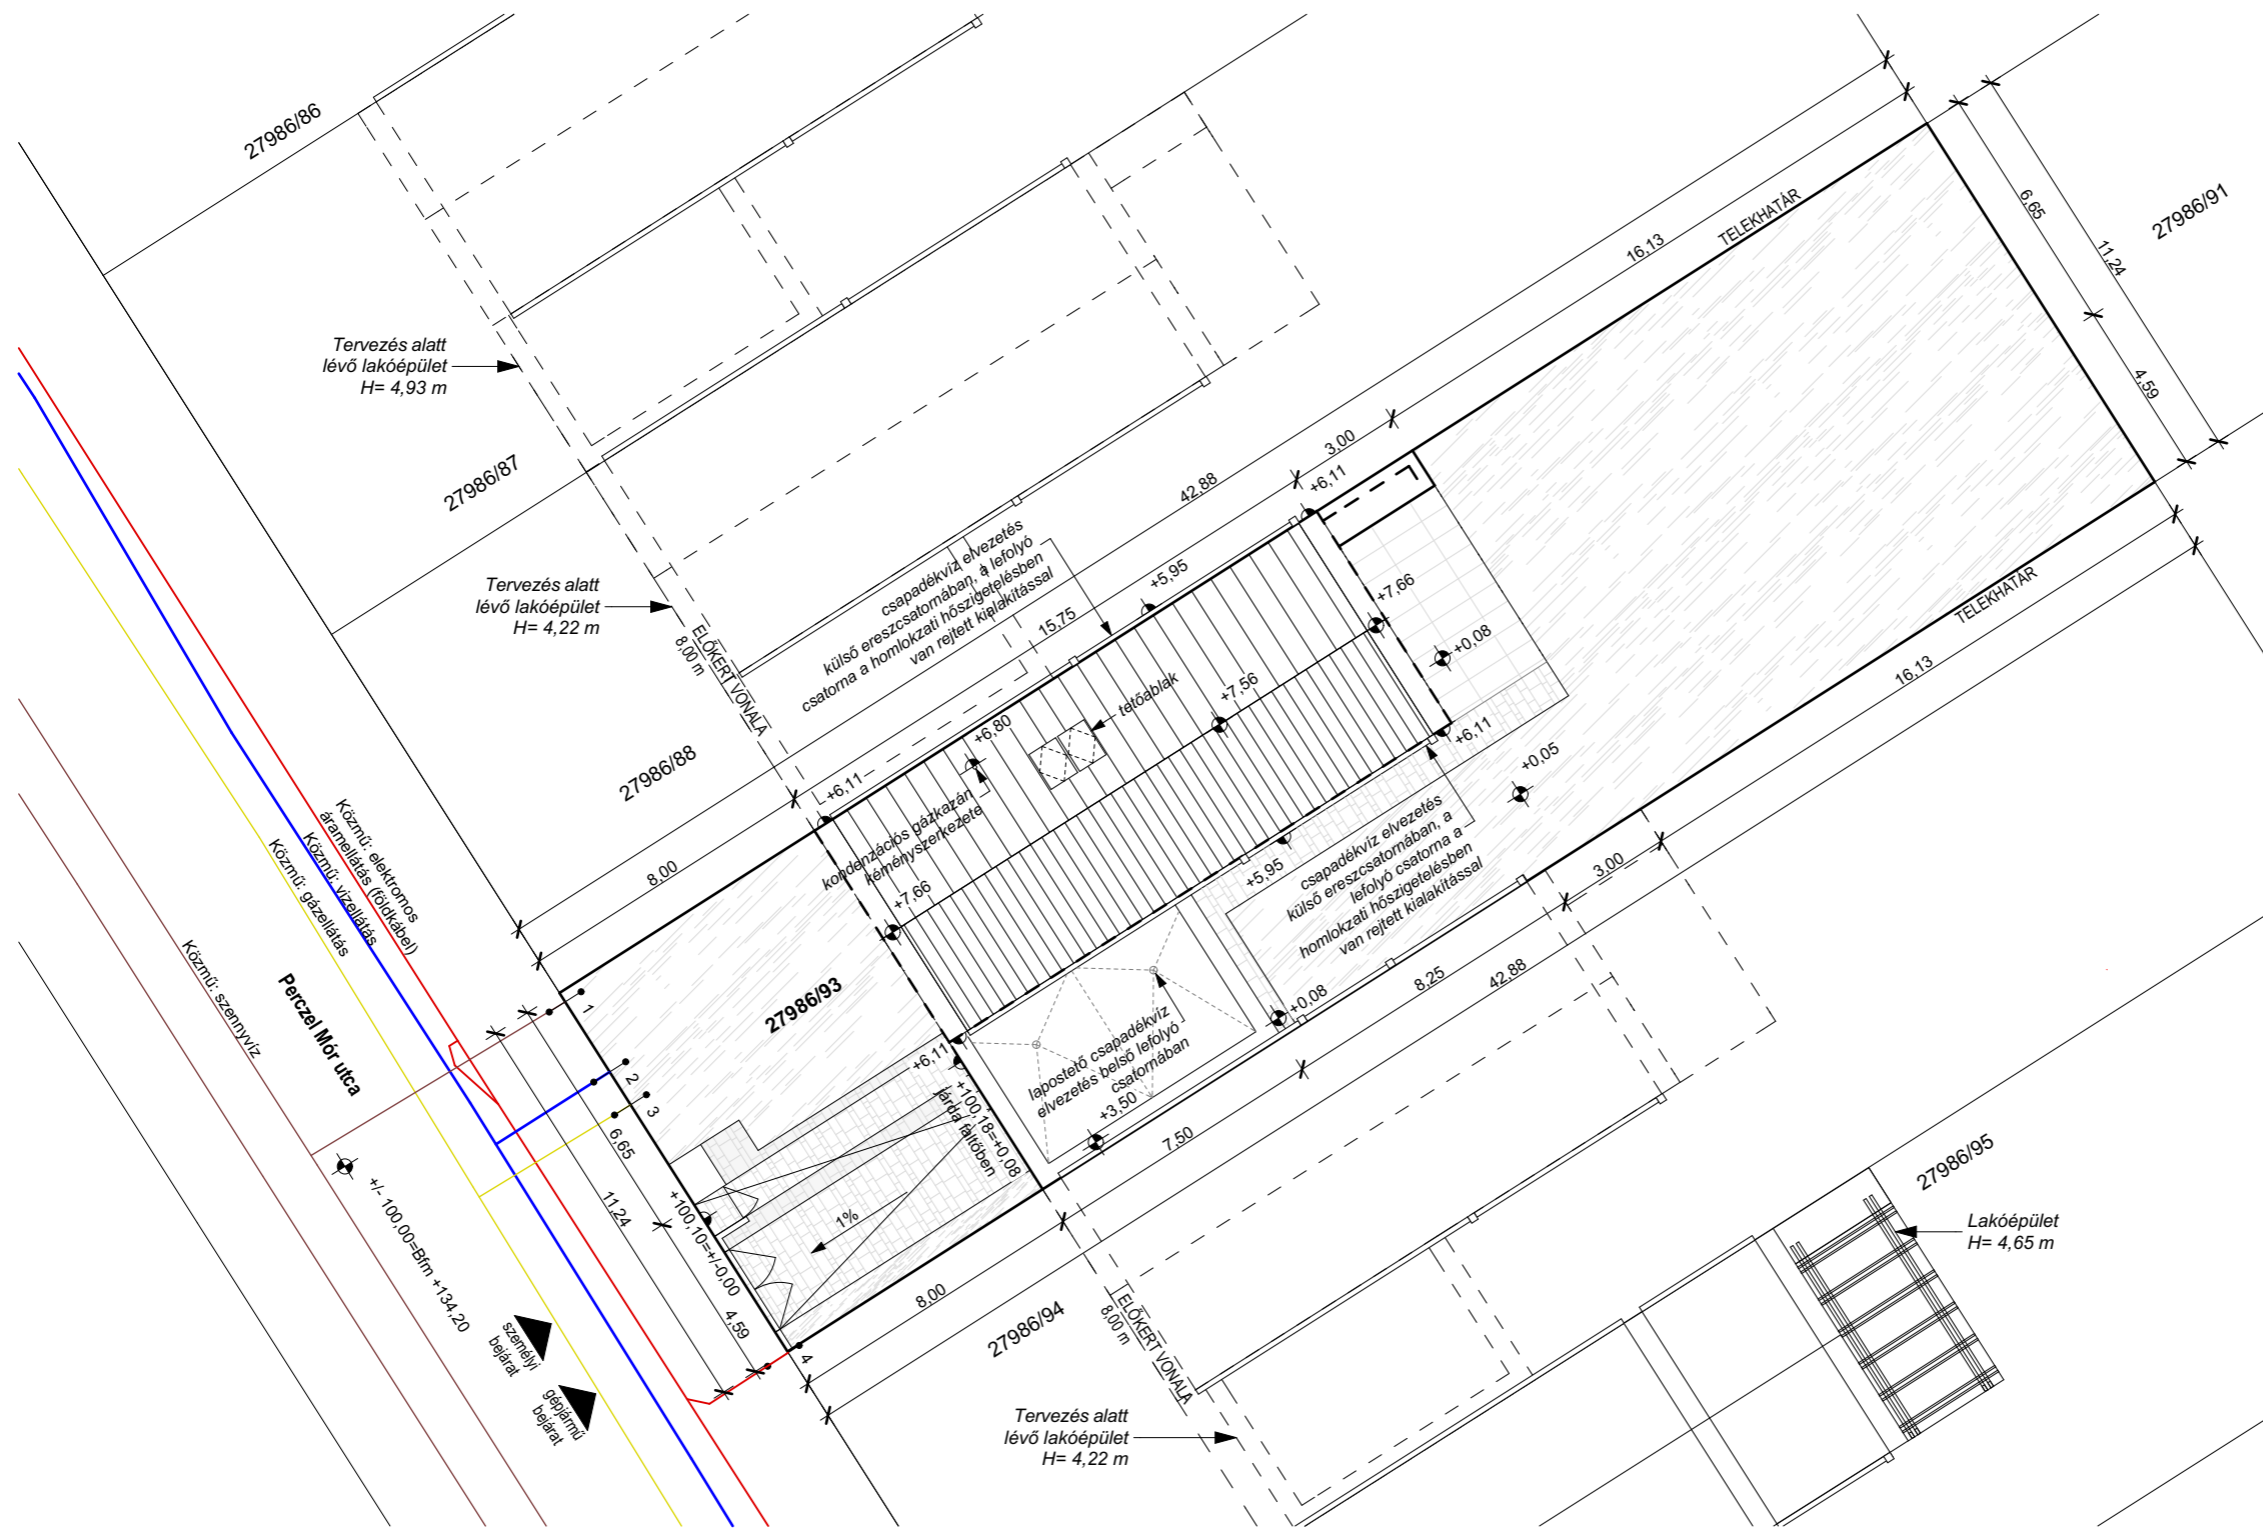 27986/86
27986/87
27986/88
27986/91
27986/93
27986/94
27986/95
Tervezés alatt
lévő lakóépület
H= 4,93 m
Tervezés alatt
lévő lakóépület
H= 4,22 m
ELŐKERT VONALA
8,00 m
csapadékvíz elvezetés
külső ereszcsatornában, a lefolyó
csatorna a homlokzati hőszigetelésben
van rejtett kialakítással
TELEKHATÁR
16,13
6,65
11,24
4,59
3,00
42,88
15,75
8,00
+6,11
+5,95
+7,66
+0,08
+7,56
tetőablak
+6,80
+6,11
kondenzációs gázkazán
kéményszerkezete
+7,66
+6,11
+0,05
TELEKHATÁR
16,13
+5,95
csapadékvíz elvezetés
külső ereszcsatornában, a
lefolyó csatorna a
homlokzati hőszigetelésben
van rejtett kialakítással
3,00
8,25
42,88
+0,08
lapostető csapadékvíz
elvezetés belső lefolyó
csatornában
+3,50
7,50
8,00
+6,11
+100,18=+0,08
járda faltőben
1%
+100,10=+/-0,00
1
2
3
4
6,65
11,24
4,59
Közmű: elektromos
áramellátás (földkábel)
Közmű: vízellátás
Közmű: gázellátás
Közmű: szennyvíz
Perczel Mór utca
+/- 100,00=Bfm +134,20
személyi
bejárat
gépjármű
bejárat
ELŐKERT VONALA
8,00 m
Tervezés alatt
lévő lakóépület
H= 4,22 m
Lakóépület
H= 4,65 m